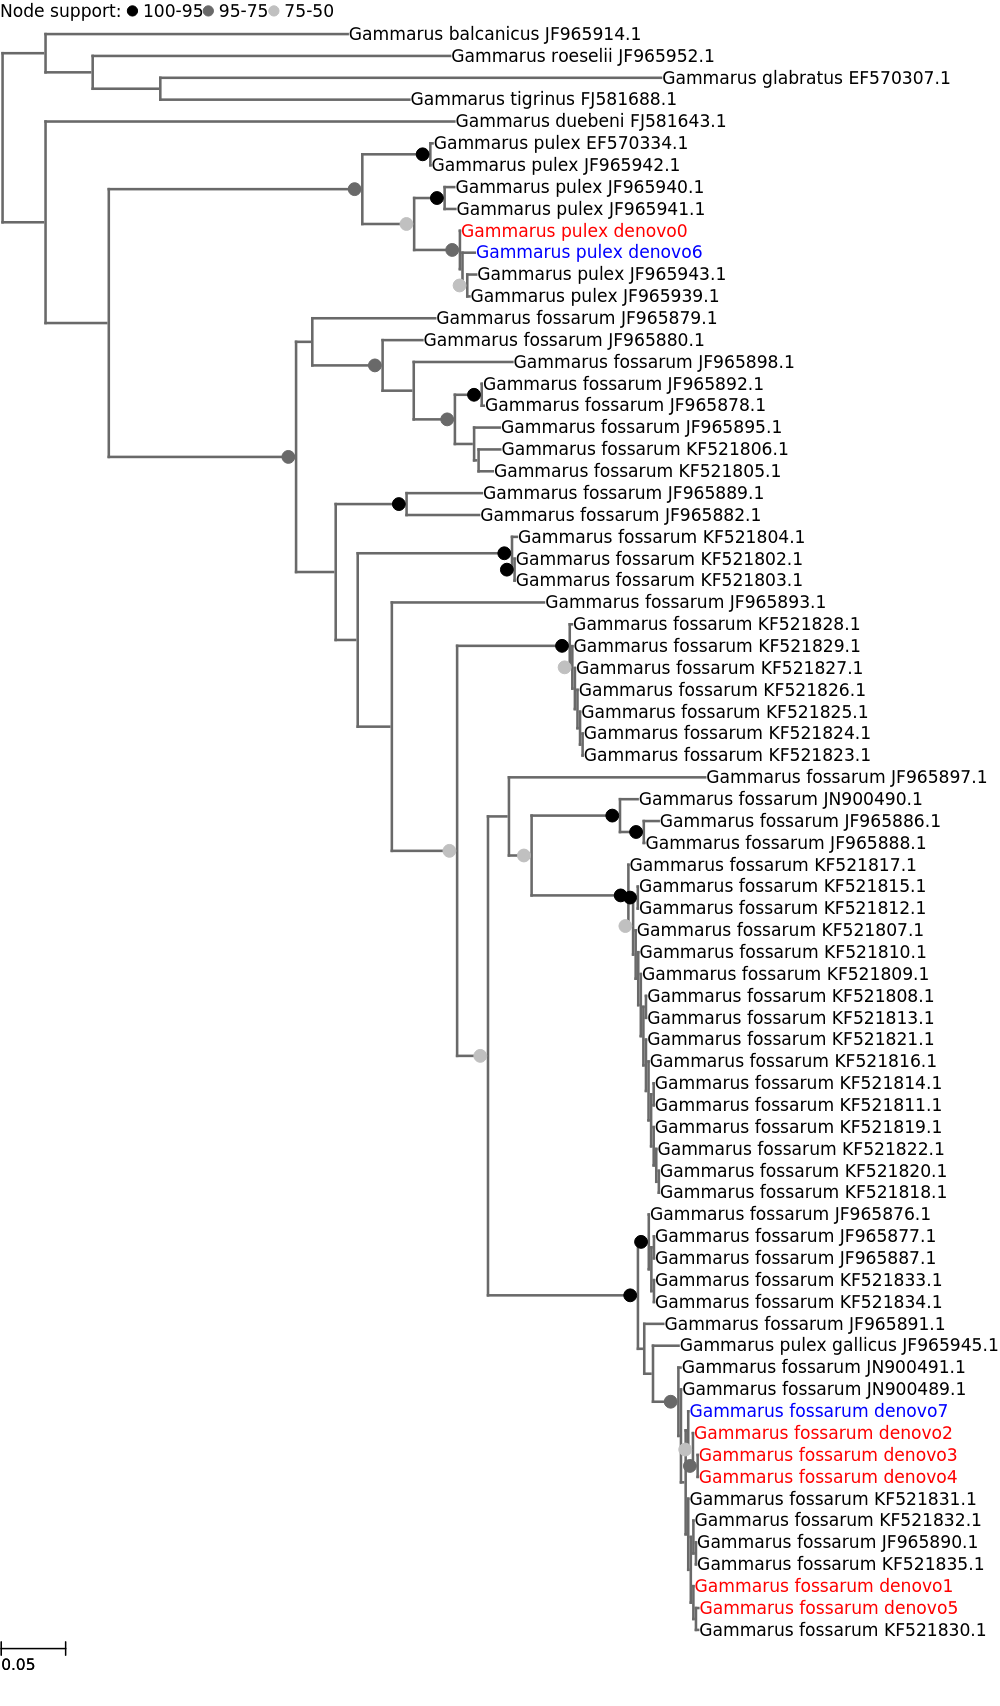 Node support: 100-95 95-75 75-50
Gammarus balcanicus JF965914.1
Gammarus roeselii JF965952.1
Gammarus glabratus EF570307.1
Gammarus tigrinus FJ581688.1
Gammarus duebeni FJ581643.1
Gammarus pulex EF570334.1
Gammarus pulex JF965942.1
Gammarus pulex JF965940.1
Gammarus pulex JF965941.1
Gammarus pulex denovo0
Gammarus pulex denovo6
Gammarus pulex JF965943.1
Gammarus pulex JF965939.1
Gammarus fossarum JF965879.1
Gammarus fossarum JF965880.1
Gammarus fossarum JF965898.1
Gammarus fossarum JF965892.1
Gammarus fossarum JF965878.1
Gammarus fossarum JF965895.1
Gammarus fossarum KF521806.1
Gammarus fossarum KF521805.1
Gammarus fossarum JF965889.1
Gammarus fossarum JF965882.1
Gammarus fossarum KF521804.1
Gammarus fossarum KF521802.1
Gammarus fossarum KF521803.1
Gammarus fossarum JF965893.1
Gammarus fossarum KF521828.1
Gammarus fossarum KF521829.1
Gammarus fossarum KF521827.1
Gammarus fossarum KF521826.1
Gammarus fossarum KF521825.1
Gammarus fossarum KF521824.1
Gammarus fossarum KF521823.1
Gammarus fossarum JF965897.1
Gammarus fossarum JN900490.1
Gammarus fossarum JF965886.1
Gammarus fossarum JF965888.1
Gammarus fossarum KF521817.1
Gammarus fossarum KF521815.1
Gammarus fossarum KF521812.1
Gammarus fossarum KF521807.1
Gammarus fossarum KF521810.1
Gammarus fossarum KF521809.1
Gammarus fossarum KF521808.1
Gammarus fossarum KF521813.1
Gammarus fossarum KF521821.1
Gammarus fossarum KF521816.1
Gammarus fossarum KF521814.1
Gammarus fossarum KF521811.1
Gammarus fossarum KF521819.1
Gammarus fossarum KF521822.1
Gammarus fossarum KF521820.1
Gammarus fossarum KF521818.1
Gammarus fossarum JF965876.1
Gammarus fossarum JF965877.1
Gammarus fossarum JF965887.1
Gammarus fossarum KF521833.1
Gammarus fossarum KF521834.1
Gammarus fossarum JF965891.1
Gammarus pulex gallicus JF965945.1
Gammarus fossarum JN900491.1
Gammarus fossarum JN900489.1
Gammarus fossarum denovo7
Gammarus fossarum denovo2
Gammarus fossarum denovo3
Gammarus fossarum denovo4
Gammarus fossarum KF521831.1
Gammarus fossarum KF521832.1
Gammarus fossarum JF965890.1
Gammarus fossarum KF521835.1
Gammarus fossarum denovo1
Gammarus fossarum denovo5
Gammarus fossarum KF521830.1
0.05